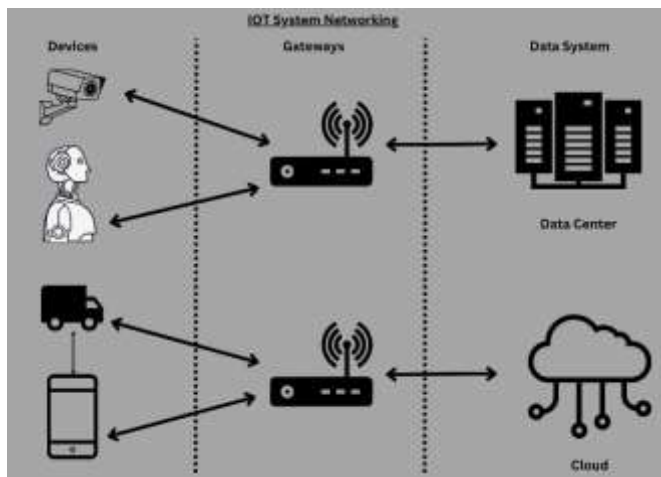 IOT System Networking
Devices
Gateways
Data System
Data Center
Cloud